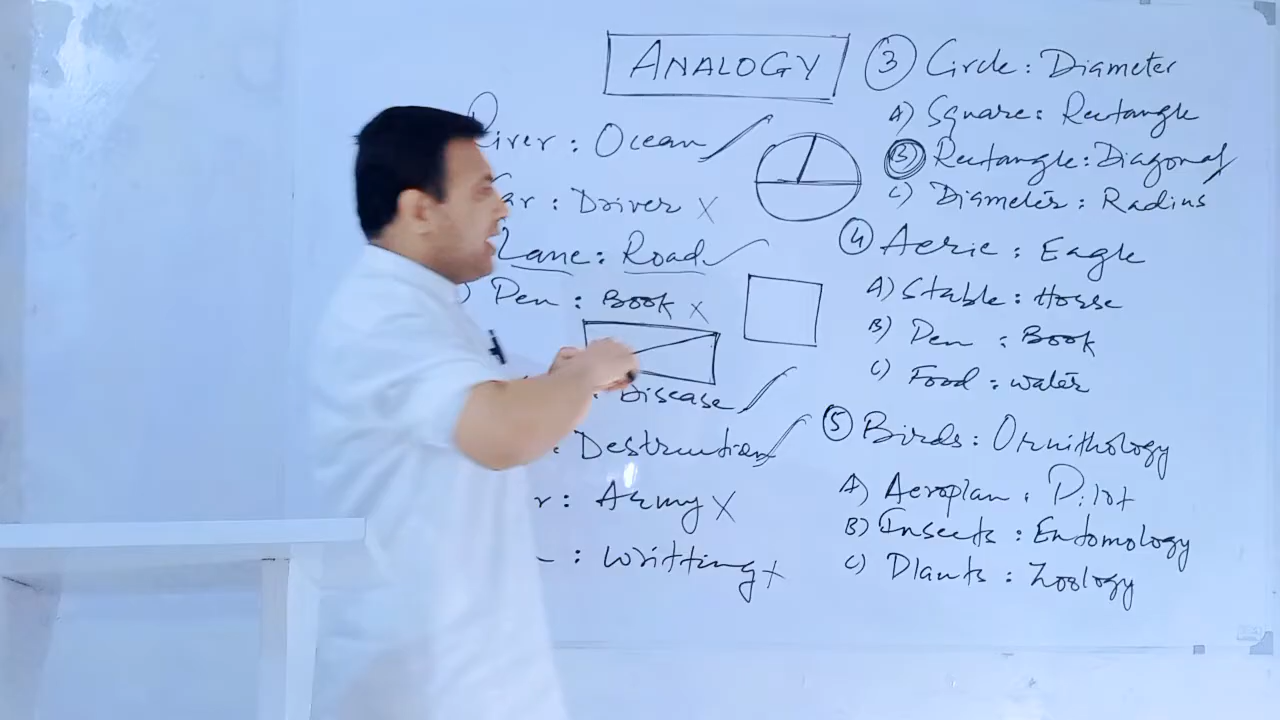 ANALOGY
River : Ocean
Car : Driver X
Lane : Road
Pen : Book X
: Disease
: Destruction
r : Army X
: Writting X
③ Circle : Diameter
A) Square : Rectangle
B) Rectangle : Diagonal
C) Diameter : Radius
④ Aerie : Eagle
A) Stable : Horse
B) Pen : Book
C) Food : water
⑤ Birds : Ornithology
A) Aeroplan : Pilot
B) Insects : Entomology
C) Plants : Zoology